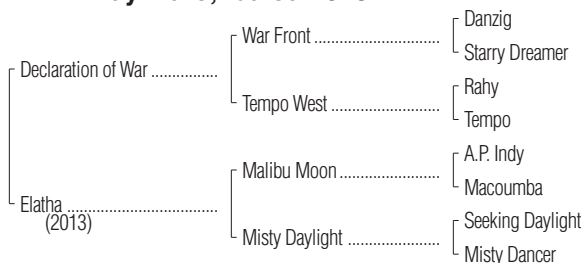 Danzig
War Front ..........................
Starry Dreamer
Declaration of War ................
Rahy
Tempo West ..........................
Tempo
A.P. Indy
Malibu Moon ........................
Macoumba
Elatha ......................................
(2013)
Seeking Daylight
Misty Daylight ......................
Misty Dancer